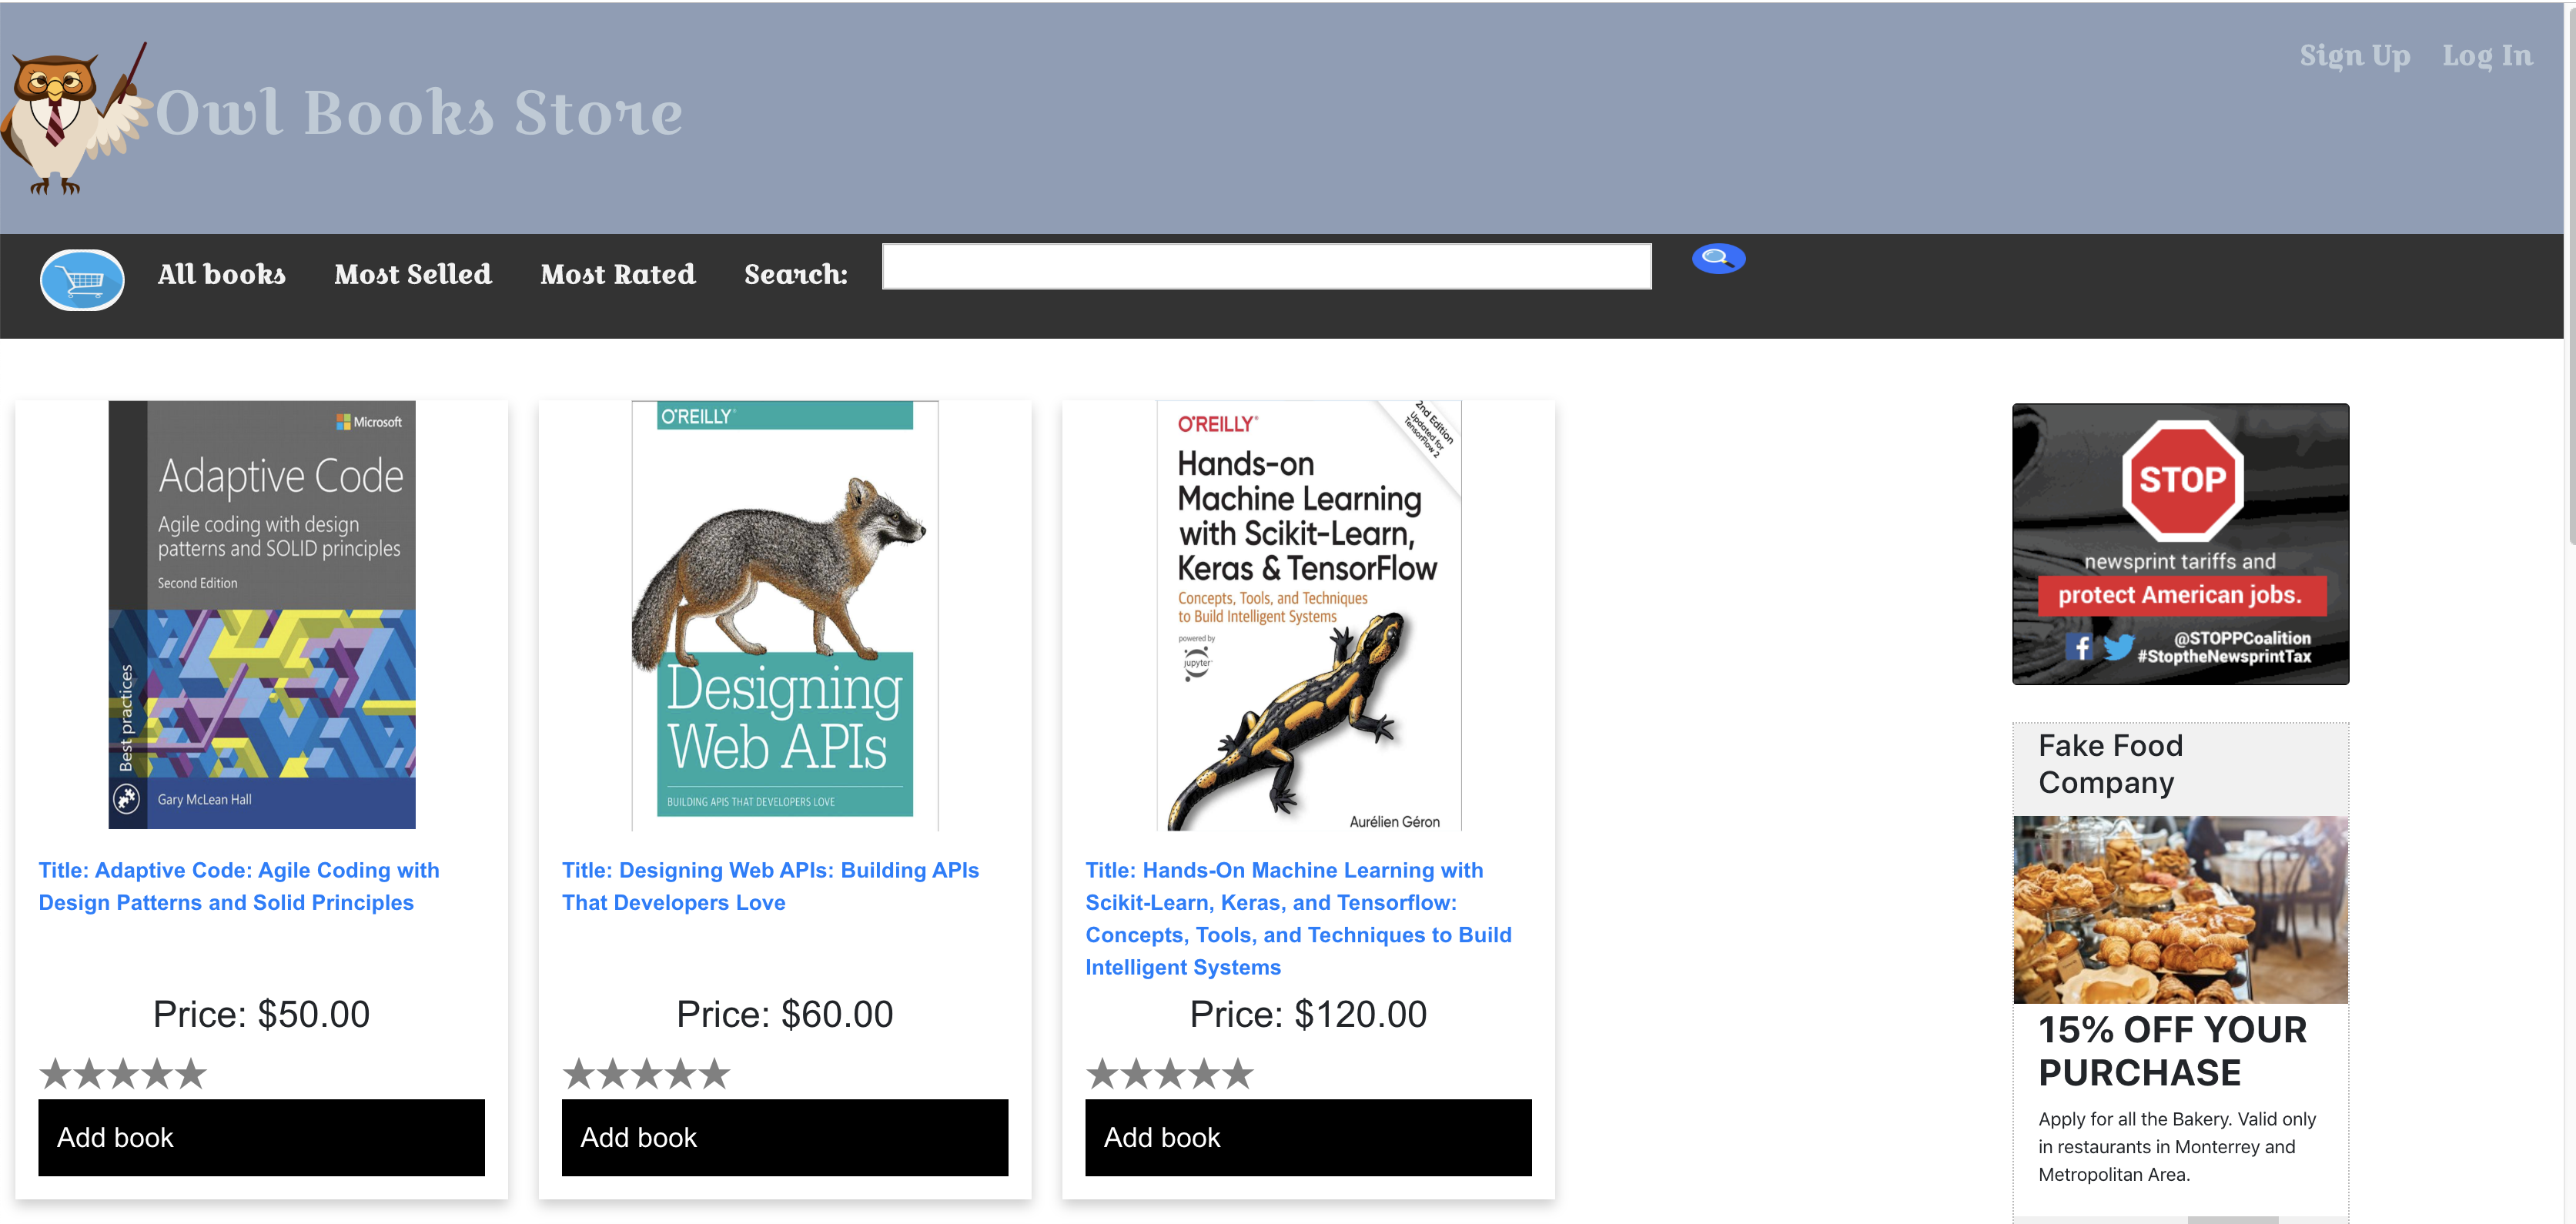 Sign Up Log In
Owl Books Store
All books Most Selled Most Rated Search:
Microsoft
Adaptive Code
Agile coding with design
patterns and SOLID principles
Second Edition
Best practices
Gary McLean Hall
Title: Adaptive Code: Agile Coding with
Design Patterns and Solid Principles
Price: $50.00
Add book
O'REILLY®
Designing
Web APIs
BUILDING APIS THAT DEVELOPERS LOVE
Title: Designing Web APIs: Building APIs
That Developers Love
Price: $60.00
Add book
O'REILLY®
2nd Edition
Updated for
TensorFlow 2
Hands-on
Machine Learning
with Scikit-Learn,
Keras & TensorFlow
Concepts, Tools, and Techniques
to Build Intelligent Systems
powered by
jupyter
Aurélien Géron
Title: Hands-On Machine Learning with
Scikit-Learn, Keras, and Tensorflow:
Concepts, Tools, and Techniques to Build
Intelligent Systems
Price: $120.00
Add book
STOP
newsprint tariffs and
protect American jobs.
@STOPPCoalition
#StoptheNewsprintTax
Fake Food
Company
15% OFF YOUR
PURCHASE
Apply for all the Bakery. Valid only
in restaurants in Monterrey and
Metropolitan Area.